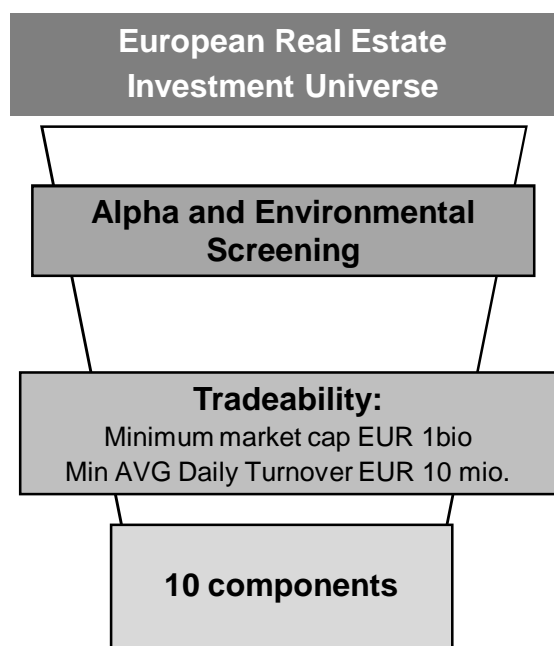 European Real Estate
Investment Universe
Alpha and Environmental
Screening
Tradeability:
Minimum market cap EUR 1bio
Min AVG Daily Turnover EUR 10 mio.
10 components